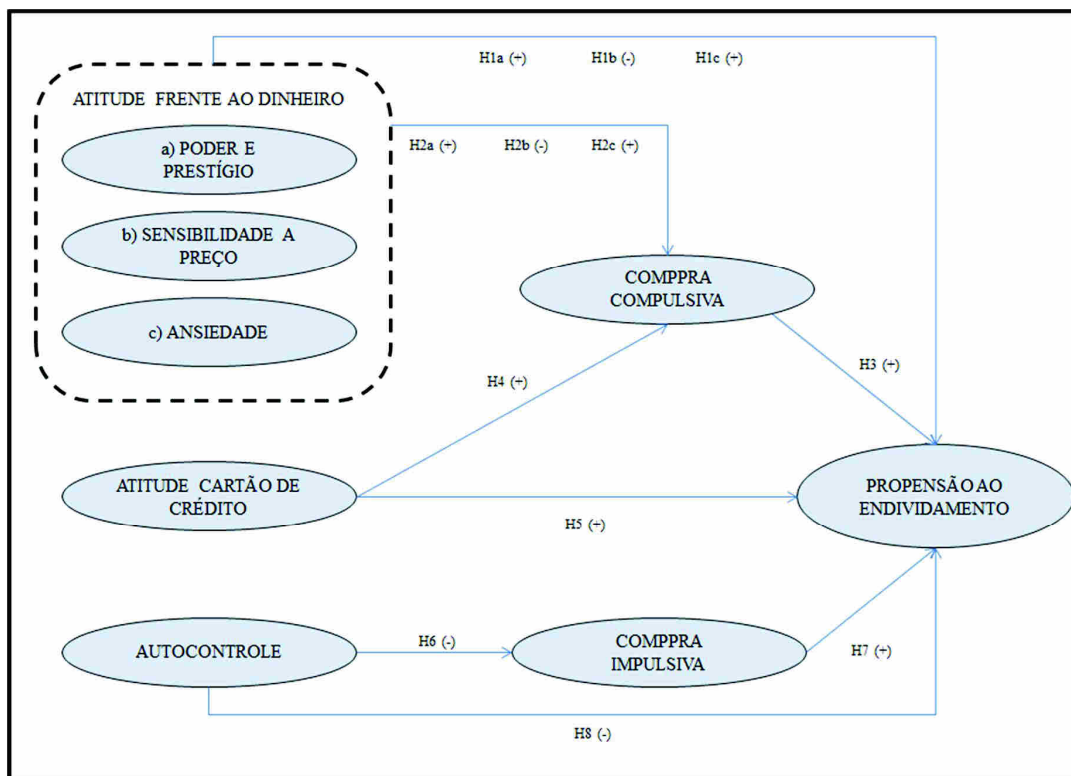 H1a (+) H1b (-) H1c (+)
ATITUDE FRENTE AO DINHEIRO
a) PODER E
PRESTÍGIO
b) SENSIBILIDADE A
PREÇO
c) ANSIEDADE
H2a (+) H2b (-) H2c (+)
COMPPRA
COMPULSIVA
H4 (+)
H3 (+)
ATITUDE CARTÃO DE
CRÉDITO
H5 (+)
PROPENSÃO AO
ENDIVIDAMENTO
AUTOCONTROLE
H6 (-)
COMPPRA
IMPULSIVA
H7 (+)
H8 (-)